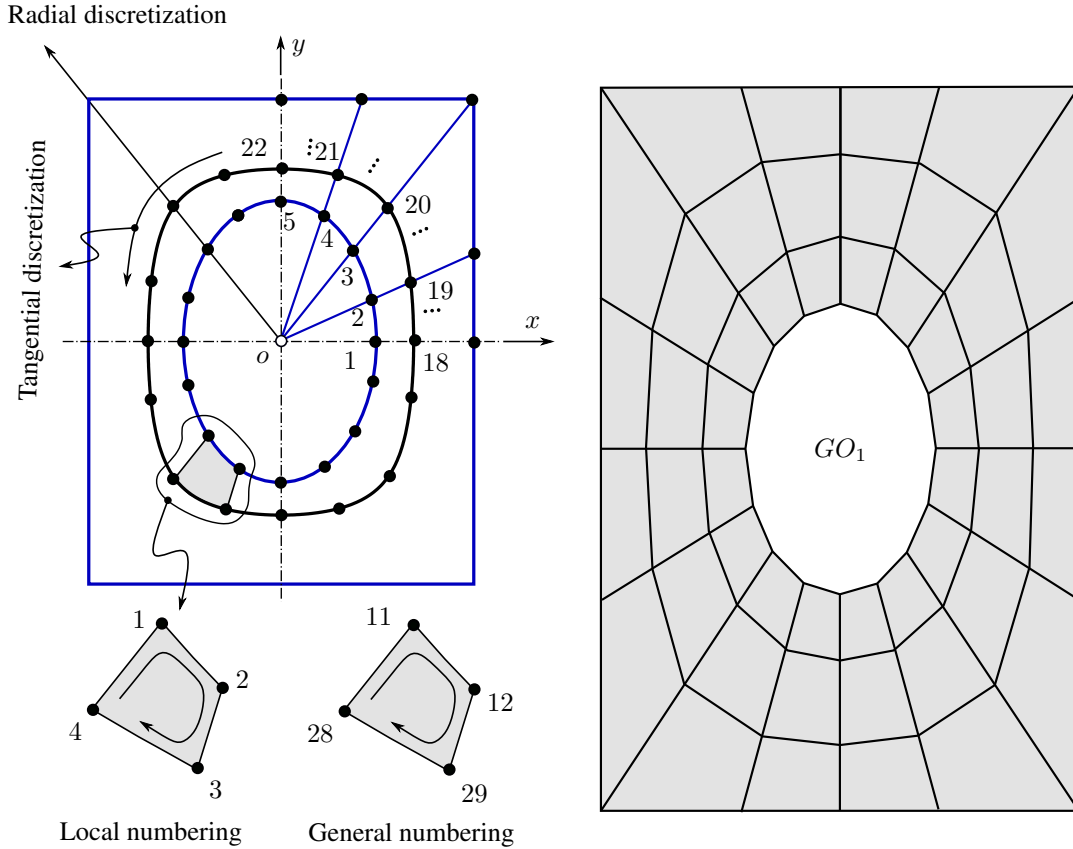 Radial discretization
y
22
21
20
Tangential discretization
5
4
3
19
2
x
o
1
18
GO1
1
11
2
12
4
28
3
29
Local numbering
General numbering